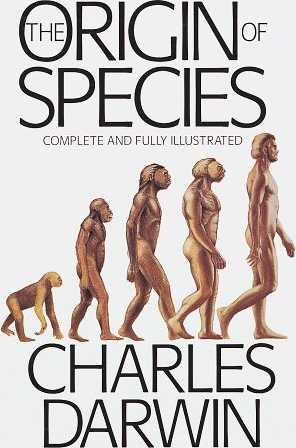 THE ORIGIN OF
SPECIES
COMPLETE AND FULLY ILLUSTRATED
CHARLES
DARWIN